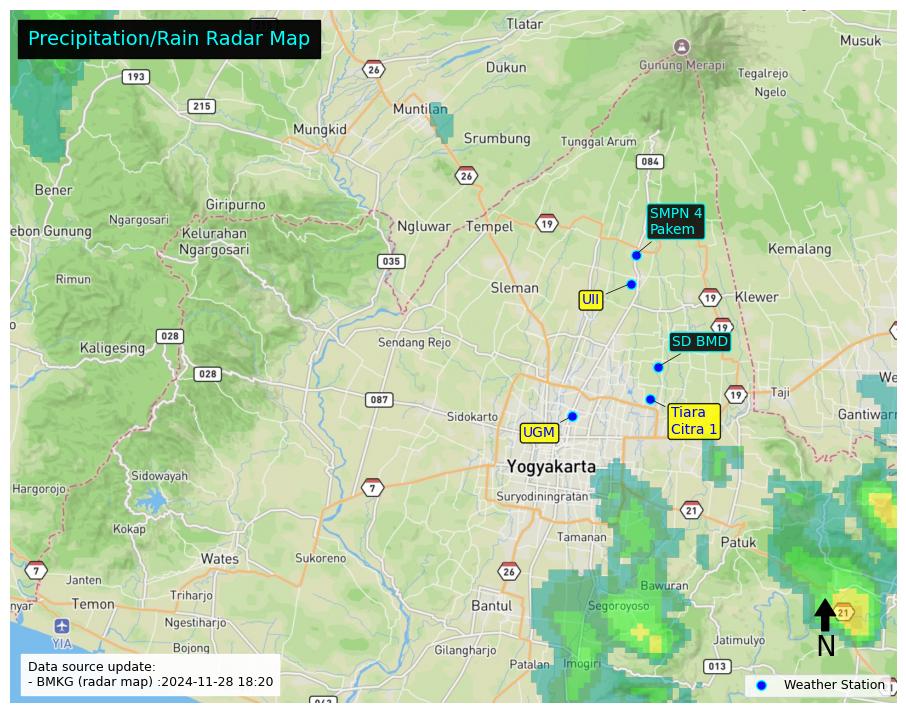 Precipitation/Rain Radar Map
Tlatar
Musuk
26
193
Dukun
Gunung Merapi
Tegalrejo
Ngelo
215
Muntilan
Mungkid
Srumbung
Tunggal Arum
084
26
Bener
Giripurno
Ngargosari
ebon Gunung
Kelurahan
Ngargosari
Ngluwar
Tempel
19
SMPN 4
Pakem
Kemalang
035
Rimun
Sleman
UII
19
Klewer
19
028
Kaligesing
Sendang Rejo
SD BMD
028
087
We
19
Taji
Sidokarto
Tiara
Citra 1
Gantiwar
UGM
Yogyakarta
Sidowayah
Hargorojo
7
Suryodiningratan
21
Kokap
Tamanan
Patuk
Wates
Sukoreno
7
Janten
26
Bawuran
Temon
Triharjo
nyar
Bantul
Segoroyoso
21
YIA
Ngestiharjo
Bojong
Gilangharjo
Jatimulyo
N
Patalan
Imogiri
013
Data source update:
- BMKG (radar map) :2024-11-28 18:20
Weather Station